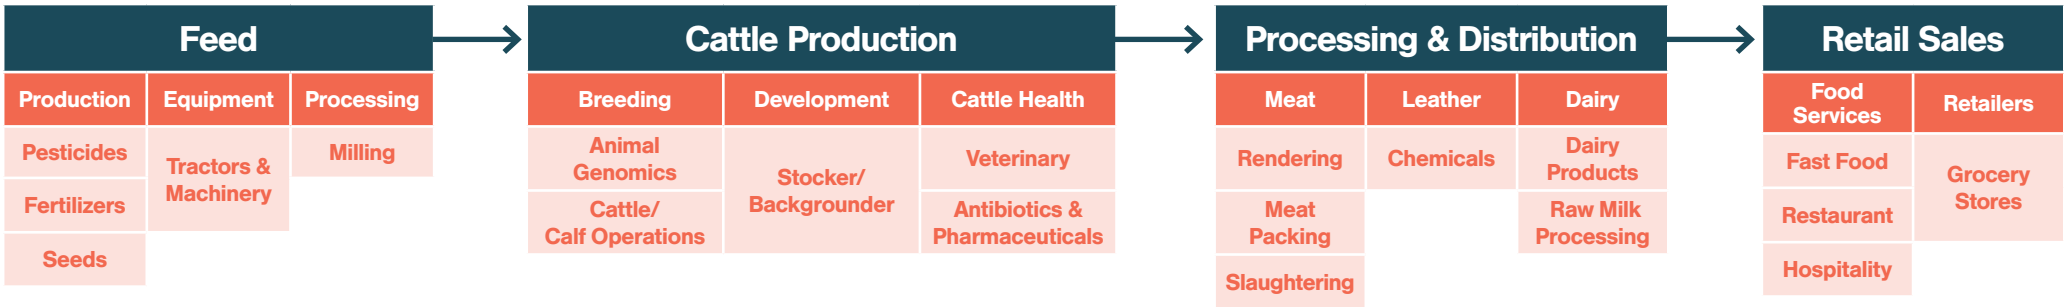 Feed
Production
Equipment
Processing
Pesticides
Fertilizers
Seeds
Tractors &
Machinery
Milling
Cattle Production
Breeding
Development
Cattle Health
Animal
Genomics
Cattle/
Calf Operations
Stocker/
Backgrounder
Veterinary
Antibiotics &
Pharmaceuticals
Processing & Distribution
Meat
Leather
Dairy
Rendering
Meat
Packing
Slaughtering
Chemicals
Dairy
Products
Raw Milk
Processing
Retail Sales
Food
Services
Retailers
Fast Food
Restaurant
Hospitality
Grocery
Stores